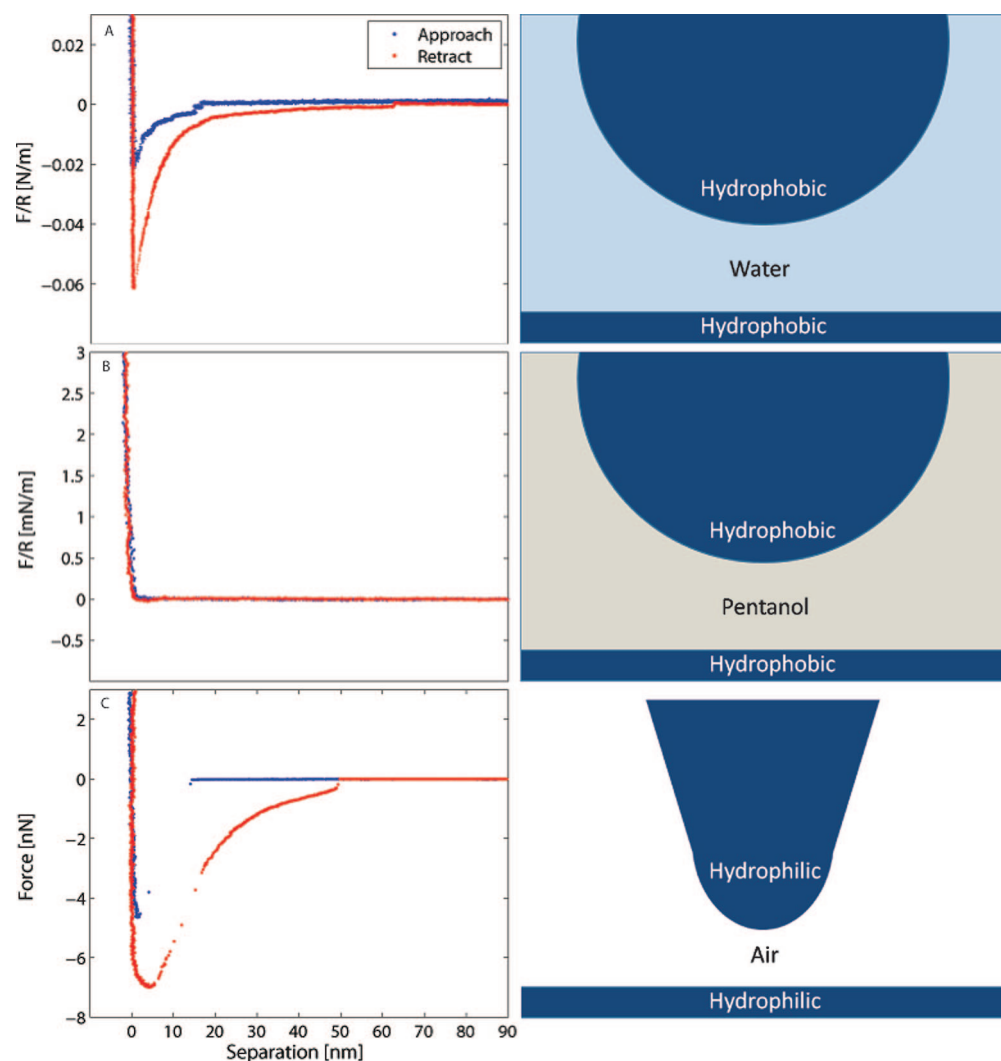 A
Approach
Retract
0.02
0
−0.02
−0.04
−0.06
F/R [N/m]
Hydrophobic
Water
Hydrophobic
B
3
2.5
2
1.5
1
0.5
0
−0.5
F/R [mN/m]
Hydrophobic
Pentanol
Hydrophobic
C
2
0
−2
−4
−6
−8
Force [nN]
0 10 20 30 40 50 60 70 80 90
Separation [nm]
Hydrophilic
Air
Hydrophilic